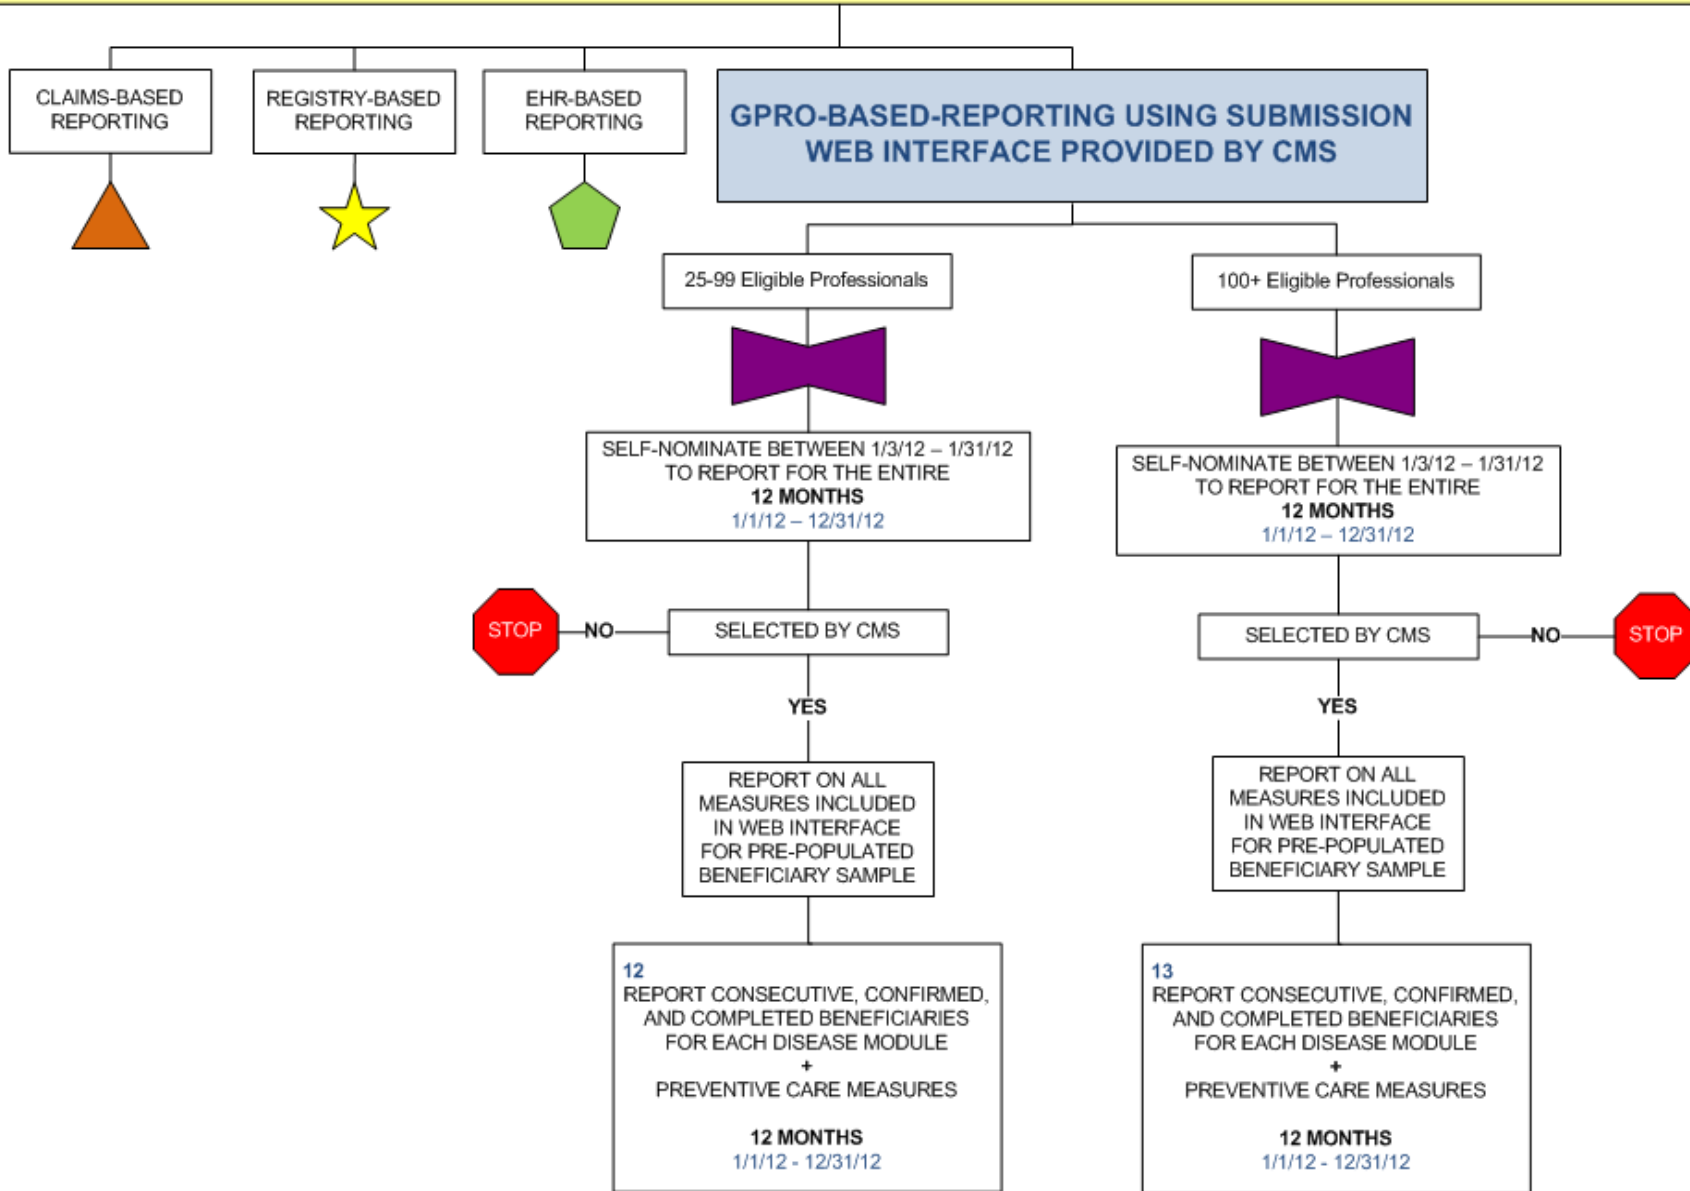 CLAIMS-BASED
REPORTING
REGISTRY-BASED
REPORTING
EHR-BASED
REPORTING
GPRO-BASED-REPORTING USING SUBMISSION
WEB INTERFACE PROVIDED BY CMS
25-99 Eligible Professionals
100+ Eligible Professionals
SELF-NOMINATE BETWEEN 1/3/12 – 1/31/12
TO REPORT FOR THE ENTIRE
12 MONTHS
1/1/12 – 12/31/12
SELF-NOMINATE BETWEEN 1/3/12 – 1/31/12
TO REPORT FOR THE ENTIRE
12 MONTHS
1/1/12 – 12/31/12
STOP
NO
SELECTED BY CMS
SELECTED BY CMS
NO
STOP
YES
YES
REPORT ON ALL
MEASURES INCLUDED
IN WEB INTERFACE
FOR PRE-POPULATED
BENEFICIARY SAMPLE
REPORT ON ALL
MEASURES INCLUDED
IN WEB INTERFACE
FOR PRE-POPULATED
BENEFICIARY SAMPLE
12
REPORT CONSECUTIVE, CONFIRMED,
AND COMPLETED BENEFICIARIES
FOR EACH DISEASE MODULE
+
PREVENTIVE CARE MEASURES
12 MONTHS
1/1/12 - 12/31/12
13
REPORT CONSECUTIVE, CONFIRMED,
AND COMPLETED BENEFICIARIES
FOR EACH DISEASE MODULE
+
PREVENTIVE CARE MEASURES
12 MONTHS
1/1/12 - 12/31/12